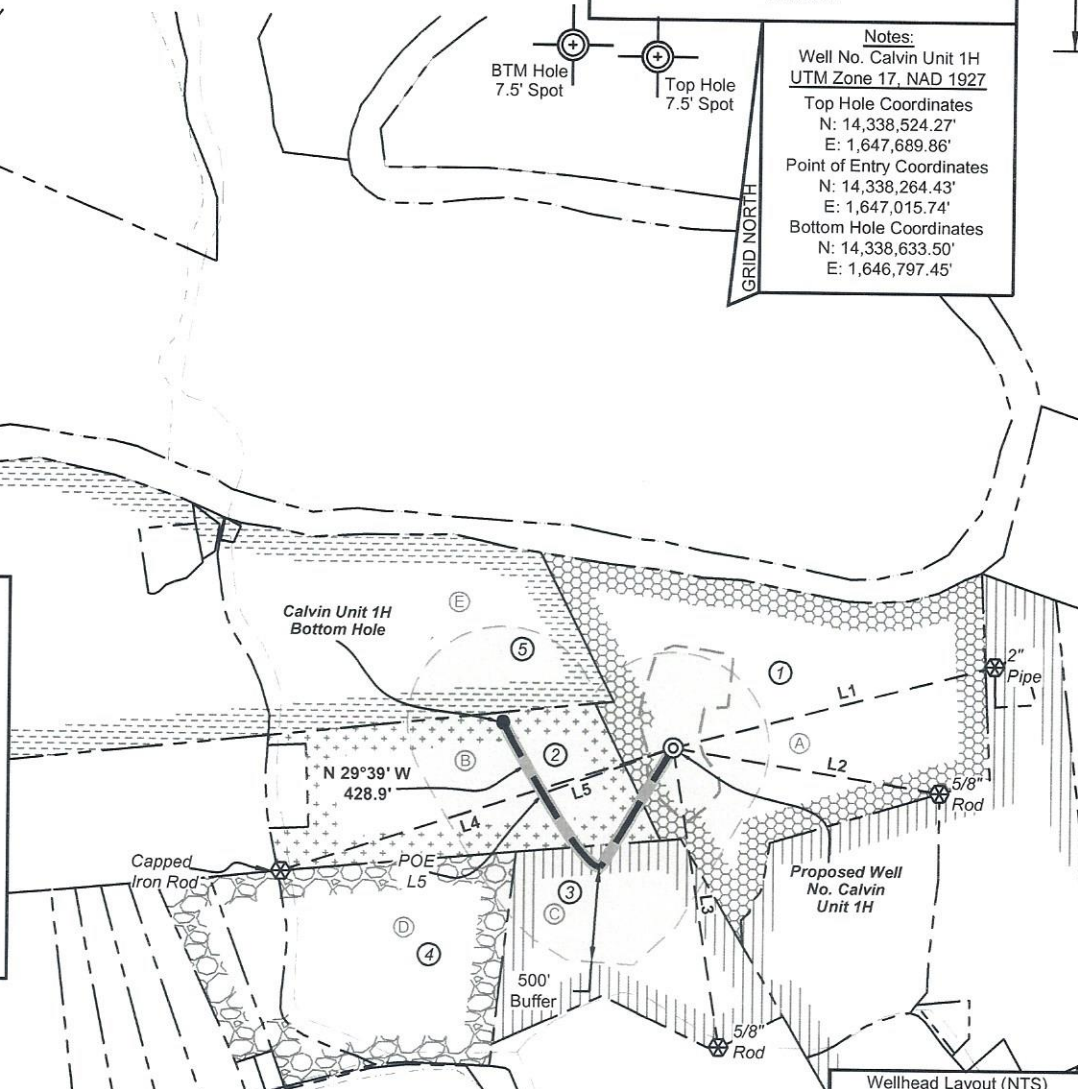 BTM Hole
7.5' Spot
Top Hole
7.5' Spot
GRID NORTH
Notes:
Well No. Calvin Unit 1H
UTM Zone 17, NAD 1927
Top Hole Coordinates
N: 14,338,524.27'
E: 1,647,689.86'
Point of Entry Coordinates
N: 14,338,264.43'
E: 1,647,015.74'
Bottom Hole Coordinates
N: 14,338,633.50'
E: 1,646,797.45'
Calvin Unit 1H
Bottom Hole
E
5
1
2"
Pipe
L1
A
L2
5/8"
Rod
B
2
N 29°39' W
428.9'
L5
L4
Capped
Iron Rod
POE
L5
3
C
L3
Proposed Well
No. Calvin
Unit 1H
D
4
500'
Buffer
5/8"
Rod
Wellhead Layout (NTS)